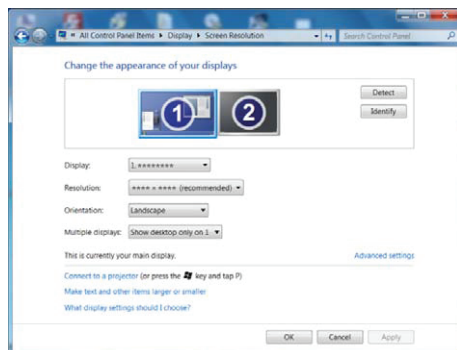 « All Control Panel Items ▸ Display ▸ Screen Resolution
Search Control Panel
Change the appearance of your displays
1
2
Detect
Identify
Display: 1. ********
Resolution: **** × **** (recommended)
Orientation: Landscape
Multiple displays: Show desktop only on 1
This is currently your main display.
Advanced settings
Connect to a projector (or press the key and tap P)
Make text and other items larger or smaller
What display settings should I choose?
OK
Cancel
Apply